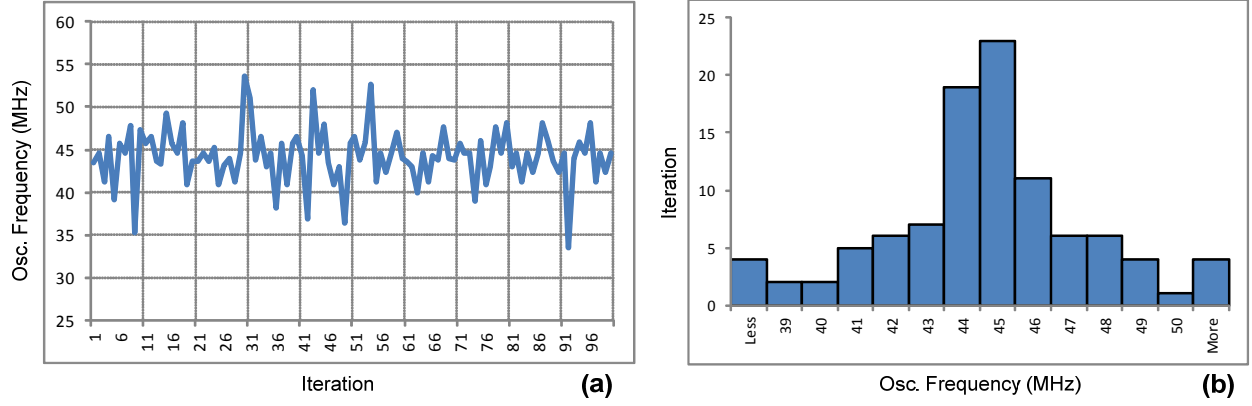 60
55
50
45
40
35
30
25
Osc. Frequency (MHz)
1 6 11 16 21 26 31 36 41 46 51 56 61 66 71 76 81 86 91 96
Iteration
(a)
25
20
15
10
5
0
Iteration
Less 39 40 41 42 43 44 45 46 47 48 49 50 More
Osc. Frequency (MHz)
(b)